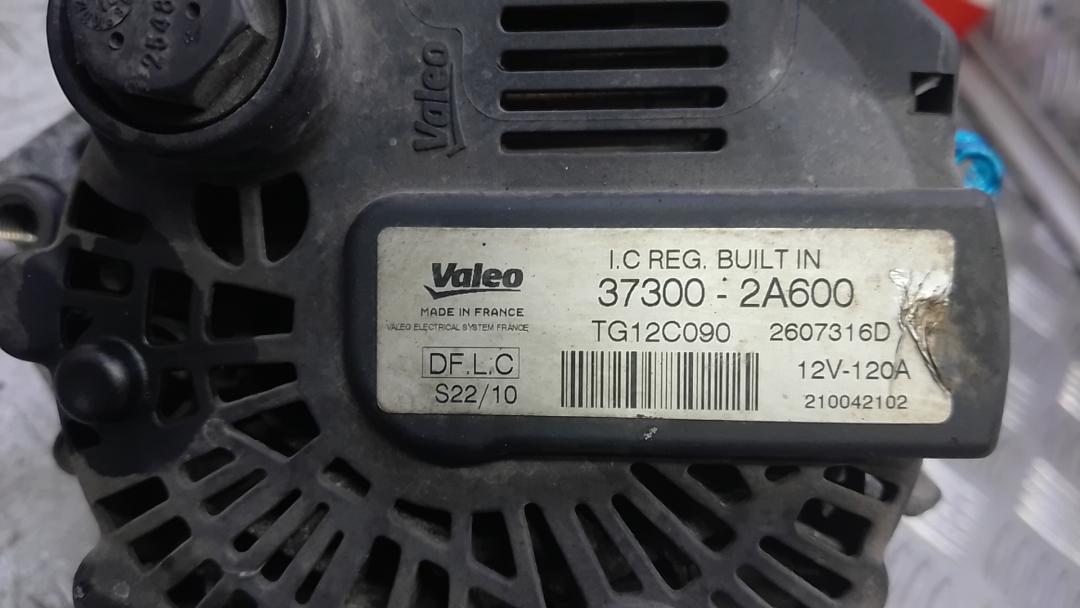 2548
Valeo
Valeo
MADE IN FRANCE
VALEO ELECTRICAL SYSTEM FRANCE
DF.L.C
S22/10
I.C REG. BUILT IN
37300 - 2A600
TG12C090 2607316D
12V-120A
210042102